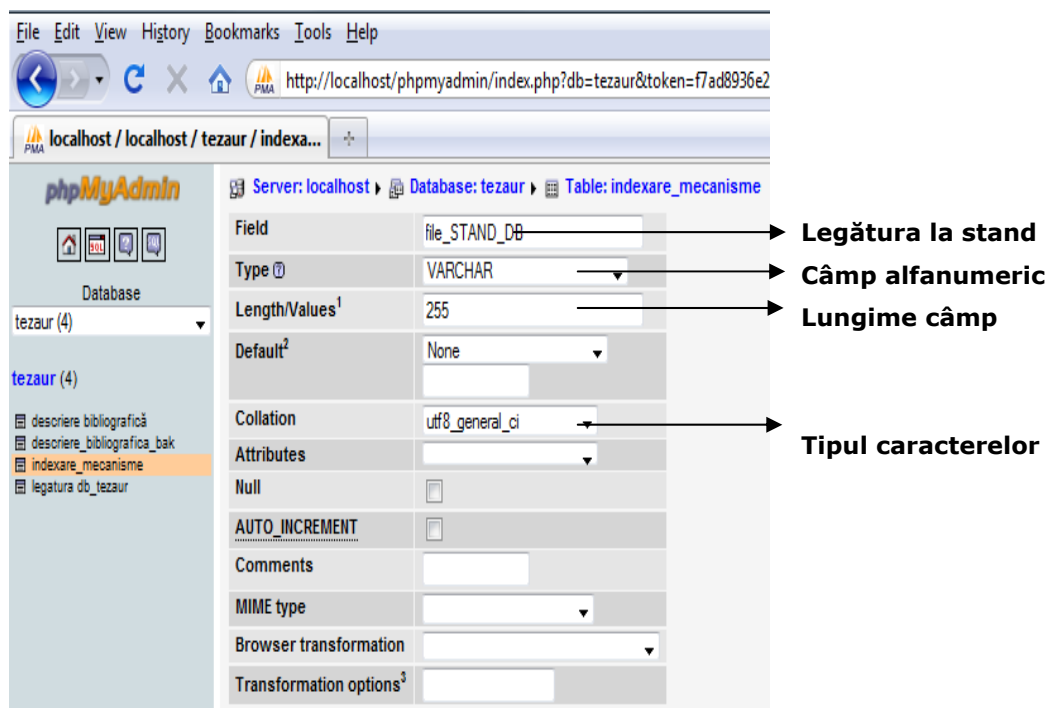 File Edit View History Bookmarks Tools Help
PMA http://localhost/phpmyadmin/index.php?db=tezaur&token=f7ad8936e2
PMA localhost / localhost / tezaur / indexa...
phpMyAdmin
SQL
Database
tezaur (4)
tezaur (4)
descriere bibliografică
descriere_bibliografica_bak
indexare_mecanisme
legatura db_tezaur
Server: localhost Database: tezaur Table: indexare_mecanisme
Field file_STAND_DB Legătura la stand
Type VARCHAR Câmp alfanumeric
Length/Values1 255 Lungime câmp
Default2 None
Collation utf8_general_ci Tipul caracterelor
Attributes
Null
AUTO_INCREMENT
Comments
MIME type
Browser transformation
Transformation options3